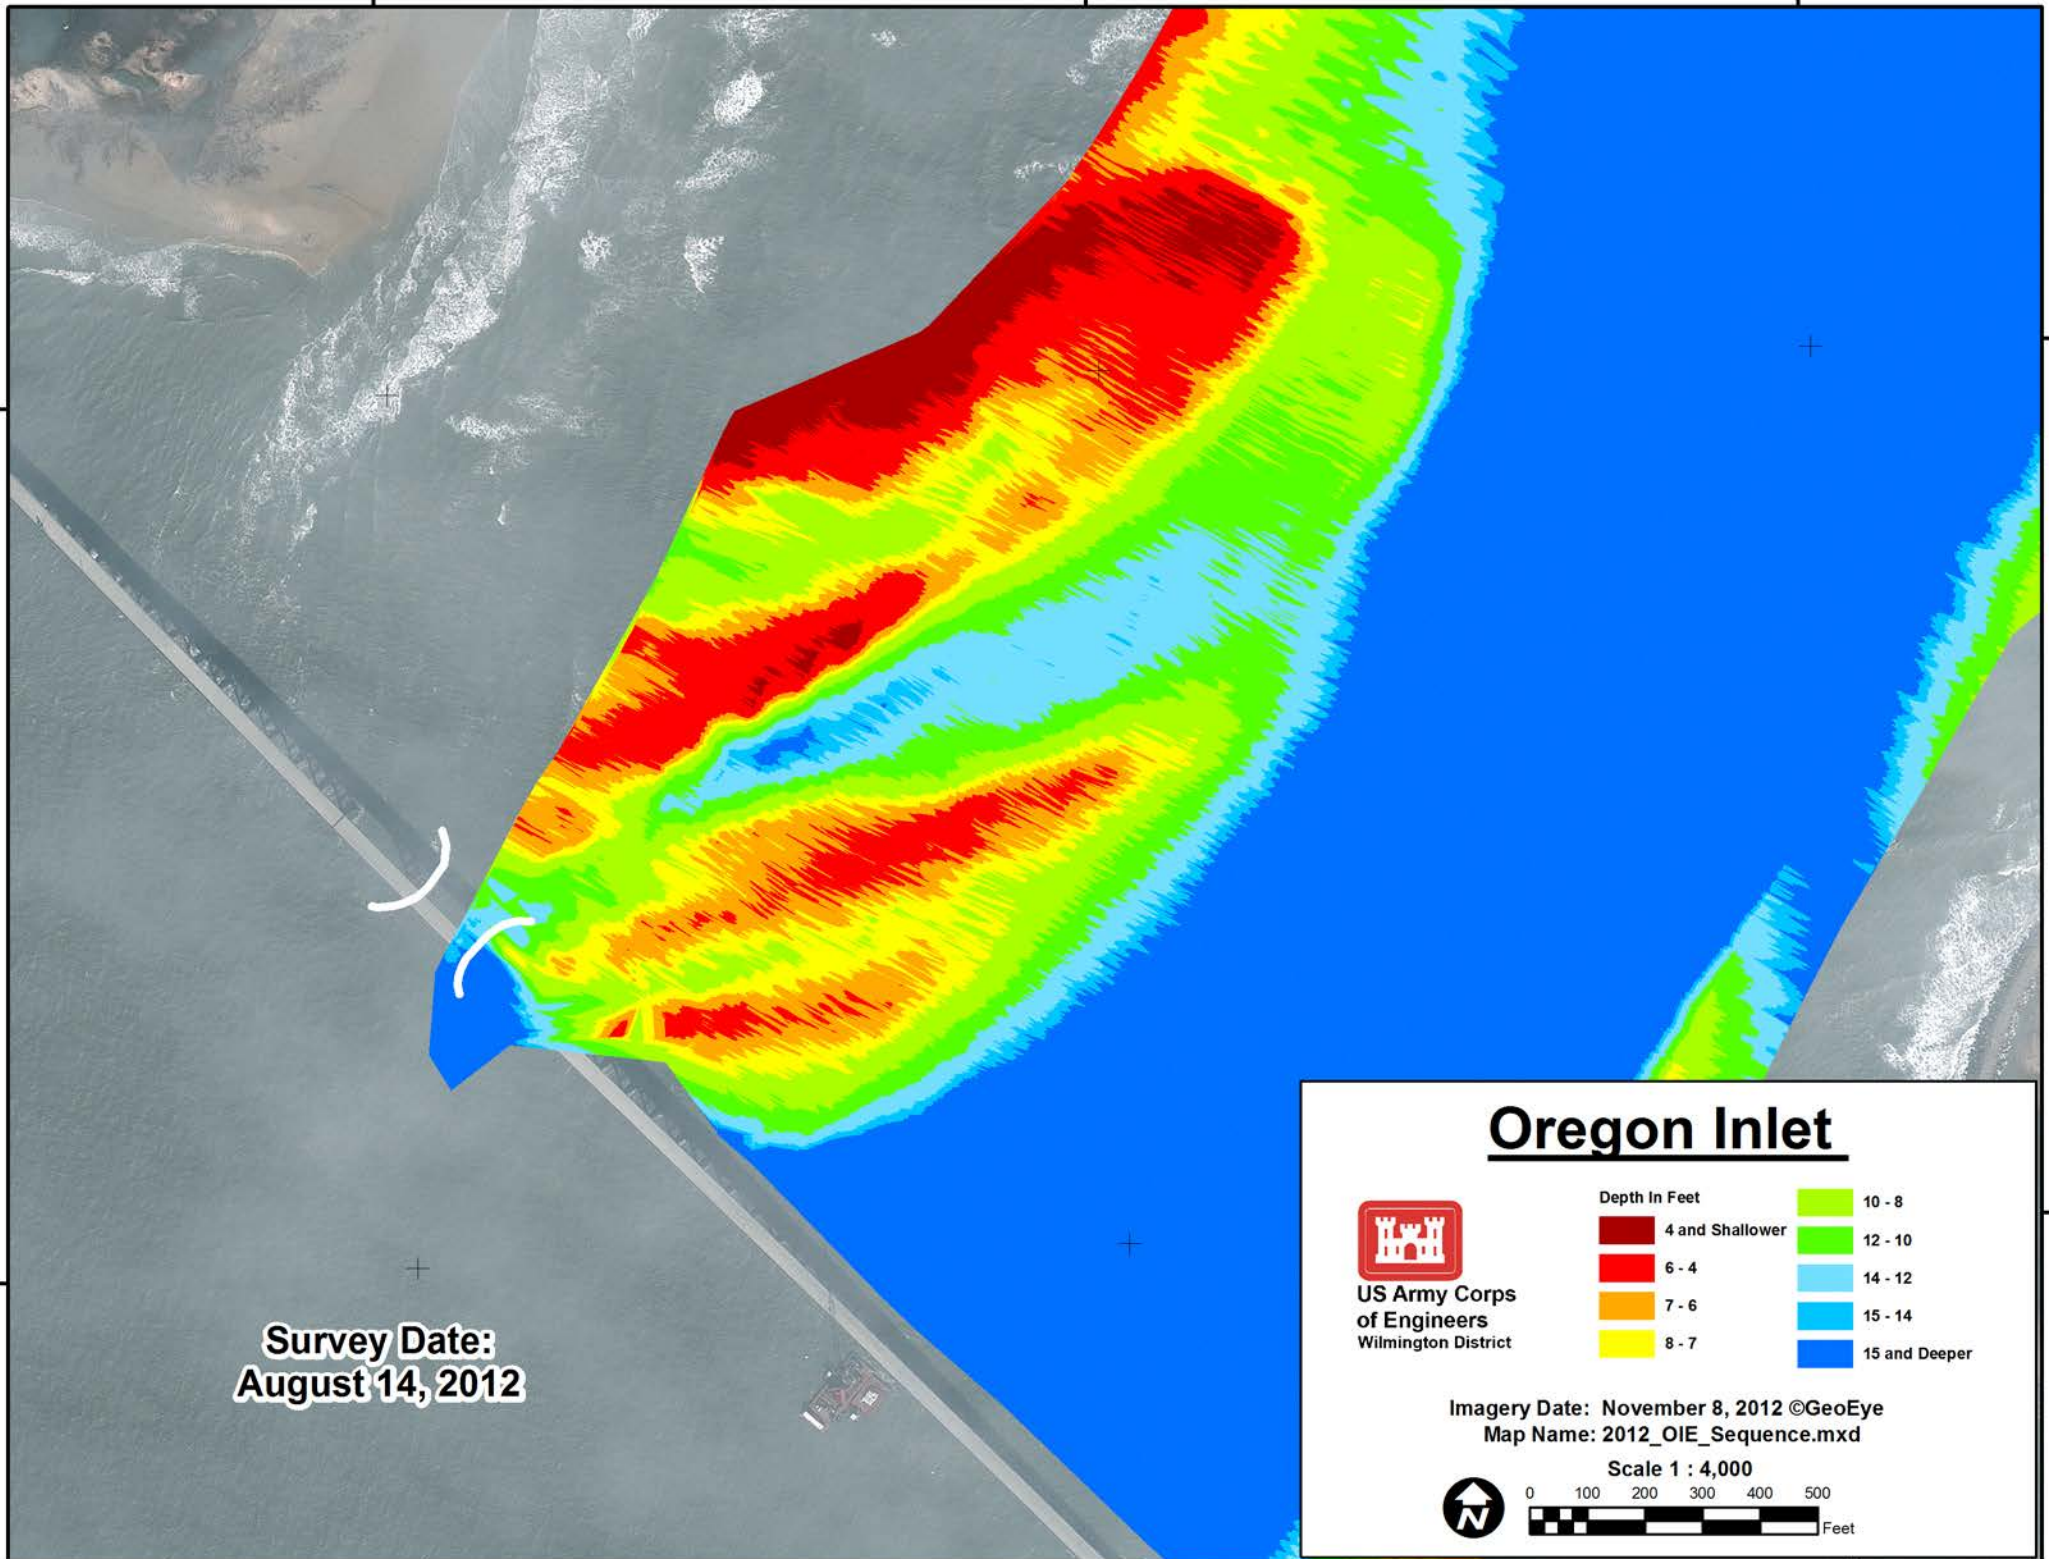 Survey Date:
August 14, 2012
Oregon Inlet
US Army Corps
of Engineers
Wilmington District
Depth In Feet
4 and Shallower
6 - 4
7 - 6
8 - 7
10 - 8
12 - 10
14 - 12
15 - 14
15 and Deeper
Imagery Date: November 8, 2012 ©GeoEye
Map Name: 2012_OIE_Sequence.mxd
Scale 1 : 4,000
N
0 100 200 300 400 500
Feet